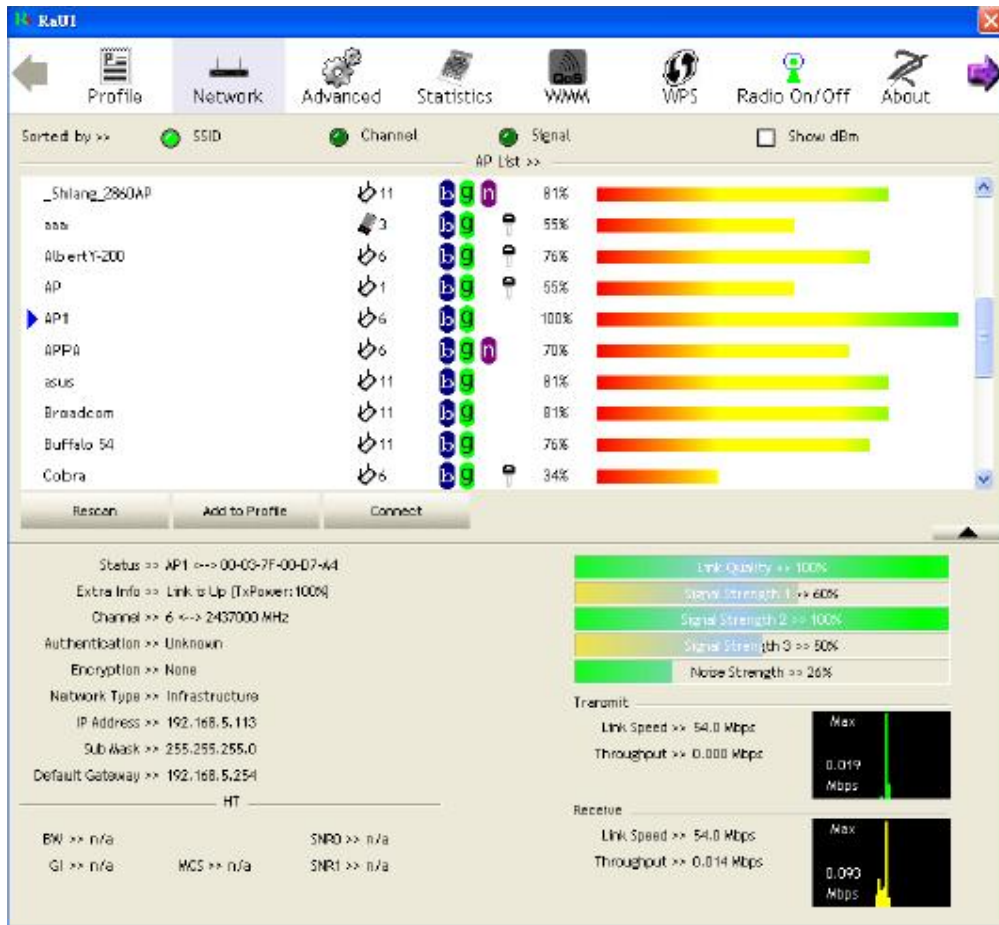 RaUI
Profile Network Advanced Statistics QoS WMM WPS Radio On/Off About
Sorted by >> SSID Channel Signal Show dBm
AP List >>
_Shilang_2860AP 11 b g n 81%
aaa 3 b g 55%
AlbertY-200 6 b g 76%
AP 1 b g 55%
AP1 6 b g 100%
APPA 6 b g n 70%
asus 11 b g 81%
Broadcom 11 b g 81%
Buffalo 54 11 b g 76%
Cobra 6 b g 34%
Rescan Add to Profile Connect
Status >> AP1 <--> 00-03-7F-00-D7-A4
Extra Info >> Link is Up [TxPower:100%]
Channel >> 6 <--> 2437000 MHz
Authentication >> Unknown
Encryption >> None
Network Type >> Infrastructure
IP Address >> 192.168.5.113
Sub Mask >> 255.255.255.0
Default Gateway >> 192.168.5.254
HT
BW >> n/a SNR0 >> n/a
GI >> n/a MCS >> n/a SNR1 >> n/a
Link Quality >> 100%
Signal Strength 1 >> 60%
Signal Strength 2 >> 100%
Signal Strength 3 >> 50%
Noise Strength >> 26%
Transmit
Link Speed >> 54.0 Mbps
Throughput >> 0.000 Mbps
Max
0.019
Mbps
Receive
Link Speed >> 54.0 Mbps
Throughput >> 0.014 Mbps
Max
0.093
Mbps